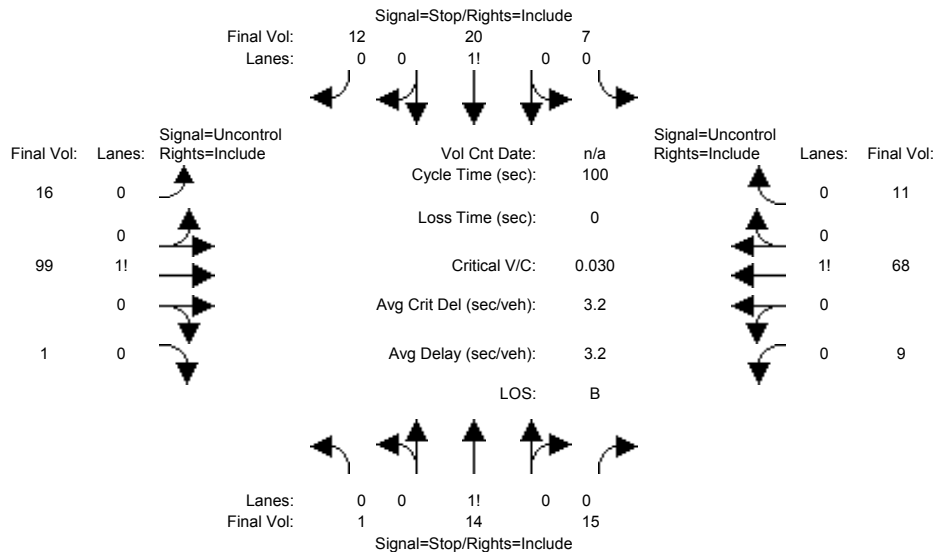 Signal=Stop/Rights=Include
Final Vol: 12 20 7
Lanes: 0 0 1! 0 0
Signal=Uncontrol Signal=Uncontrol
Final Vol: Lanes: Rights=Include Vol Cnt Date: n/a Rights=Include Lanes: Final Vol:
Cycle Time (sec): 100
16 0 0 11
Loss Time (sec): 0
0 0
99 1! Critical V/C: 0.030 1! 68
0 Avg Crit Del (sec/veh): 3.2 0
1 0 Avg Delay (sec/veh): 3.2 0 9
LOS: B
Lanes: 0 0 1! 0 0
Final Vol: 1 14 15
Signal=Stop/Rights=Include